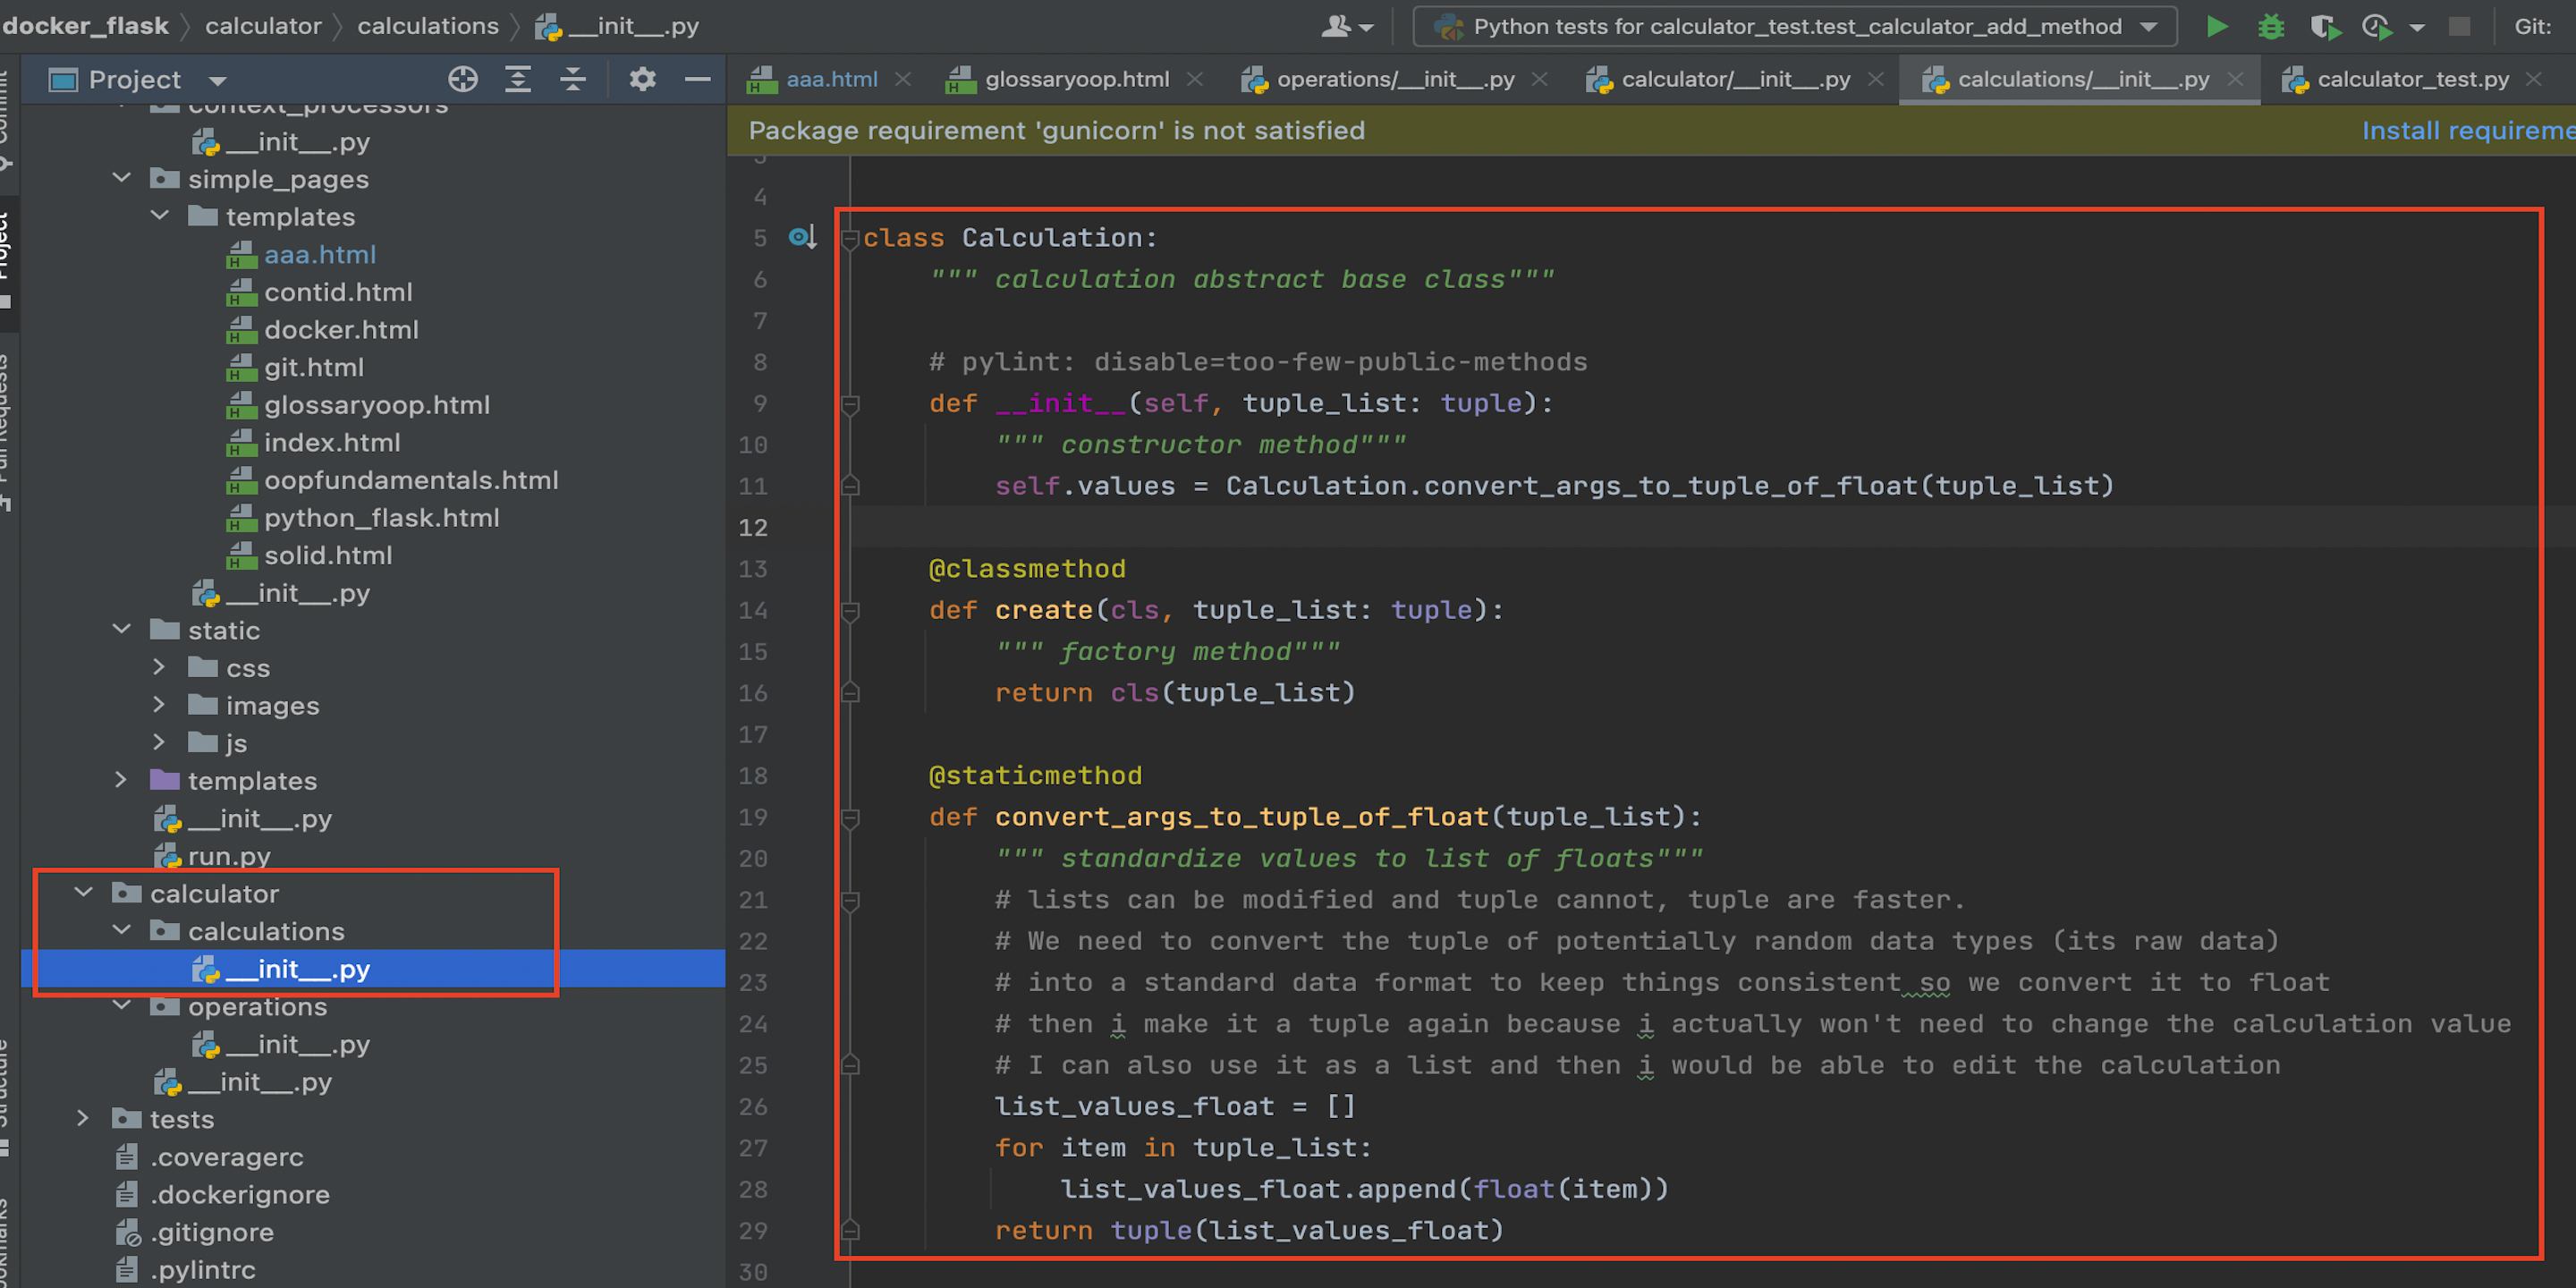 docker_flask calculator calculations __init__.py
Python tests for calculator_test.test_calculator_add_method
Git:
Project
aaa.html
glossaryoop.html
operations/__init__.py
calculator/__init__.py
calculations/__init__.py
calculator_test.py
Package requirement 'gunicorn' is not satisfied
Project
context_processors
__init__.py
simple_pages
templates
aaa.html
contid.html
docker.html
git.html
glossaryoop.html
index.html
oopfundamentals.html
python_flask.html
solid.html
__init__.py
static
css
images
js
templates
__init__.py
run.py
calculator
calculations
__init__.py
operations
__init__.py
__init__.py
tests
.coveragerc
.dockerignore
.gitignore
.pylintrc
Pull Requests
Structure
4
5 class Calculation:
6 """ calculation abstract base class"""
7
8 # pylint: disable=too-few-public-methods
9 def __init__(self, tuple_list: tuple):
10 """ constructor method"""
11 self.values = Calculation.convert_args_to_tuple_of_float(tuple_list)
12
13 @classmethod
14 def create(cls, tuple_list: tuple):
15 """ factory method"""
16 return cls(tuple_list)
17
18 @staticmethod
19 def convert_args_to_tuple_of_float(tuple_list):
20 """ standardize values to list of floats"""
21 # lists can be modified and tuple cannot, tuple are faster.
22 # We need to convert the tuple of potentially random data types (its raw data)
23 # into a standard data format to keep things consistent so we convert it to float
24 # then i make it a tuple again because i actually won't need to change the calculation value
25 # I can also use it as a list and then i would be able to edit the calculation
26 list_values_float = []
27 for item in tuple_list:
28 list_values_float.append(float(item))
29 return tuple(list_values_float)
30
Install